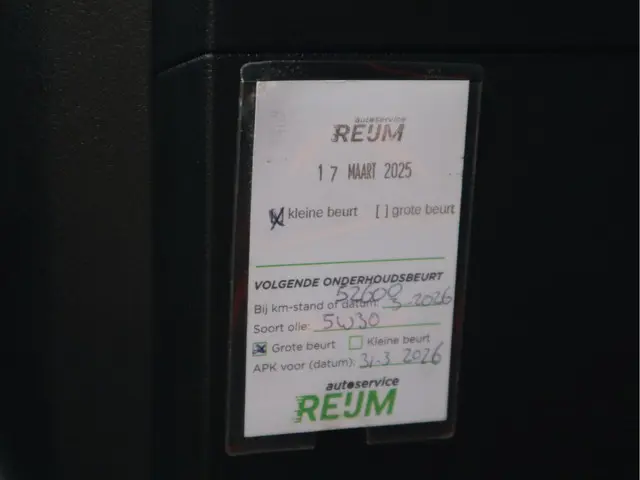 autoservice
REIJM
17 MAART 2025
[X] kleine beurt [ ] grote beurt
VOLGENDE ONDERHOUDSBEURT
52600
Bij km-stand of datum: 3-2026
Soort olie: 5W30
Grote beurt Kleine beurt
APK voor (datum): 31-3 2026
autoservice
REIJM